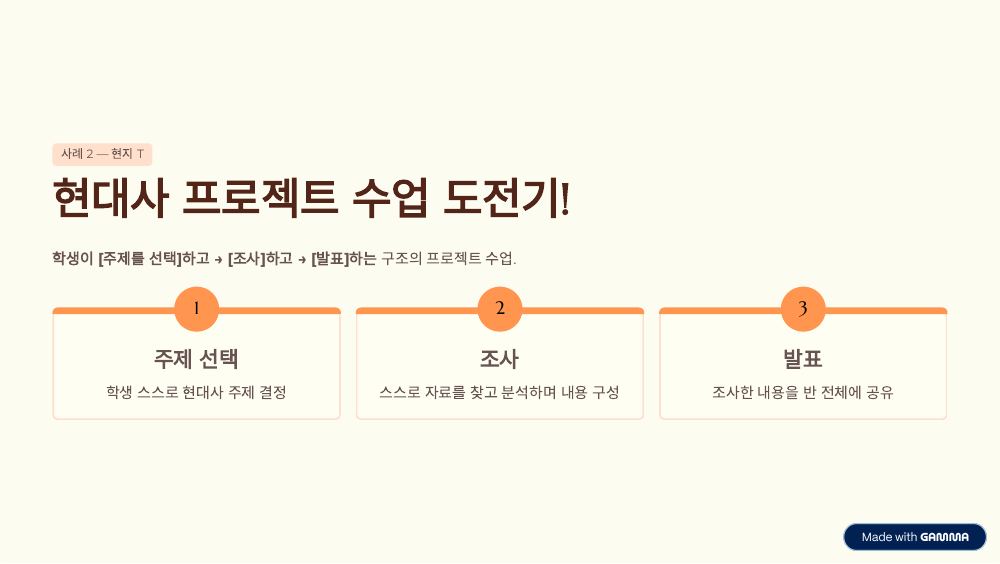 사례 2 — 현지 T
현대사 프로젝트 수업 도전기!
학생이 [주제를 선택]하고 → [조사]하고 → [발표]하는 구조의 프로젝트 수업.
1
주제 선택
학생 스스로 현대사 주제 결정
2
조사
스스로 자료를 찾고 분석하며 내용 구성
3
발표
조사한 내용을 반 전체에 공유
Made with GAMMA